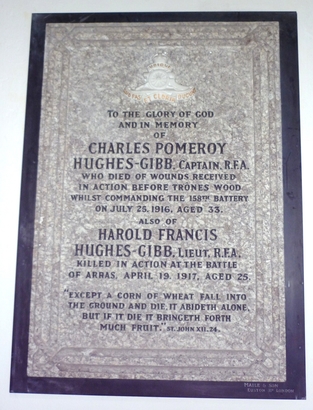 TO THE GLORY OF GOD
AND IN MEMORY
OF
CHARLES POMEROY
HUGHES-GIBB, CAPTAIN, R.F.A.
WHO DIED OF WOUNDS RECEIVED
IN ACTION BEFORE TRÔNES WOOD
WHILST COMMANDING THE 158TH BATTERY
ON JULY 25, 1916, AGED 33.
ALSO OF
HAROLD FRANCIS
HUGHES-GIBB, LIEUT, R.F.A.
KILLED IN ACTION AT THE BATTLE
OF ARRAS, APRIL 19, 1917, AGED 25.
"EXCEPT A CORN OF WHEAT FALL INTO
THE GROUND AND DIE, IT ABIDETH ALONE,
BUT IF IT DIE IT BRINGETH FORTH
MUCH FRUIT." ST. JOHN XII. 24.
LONDON